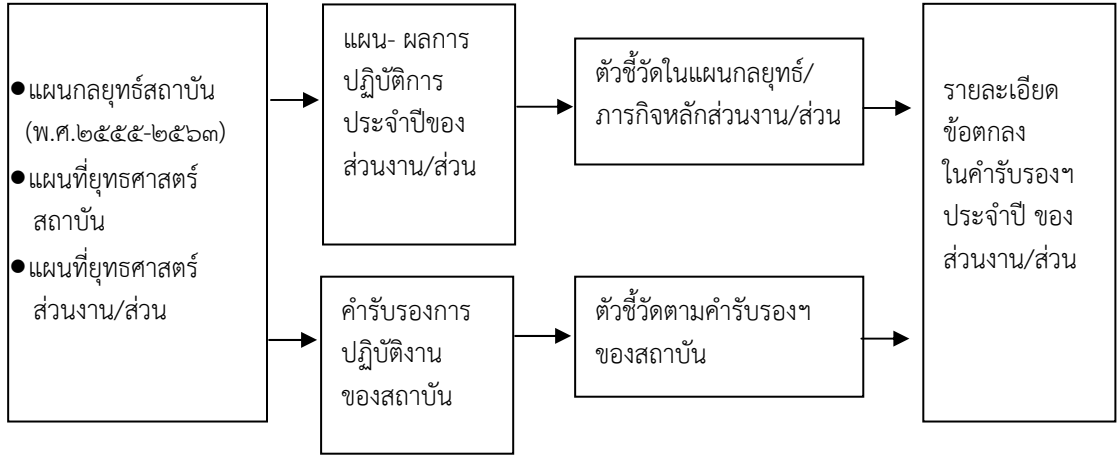 ●แผนกลยุทธ์สถาบัน
(พ.ศ.๒๕๕๕-๒๕๖๓)
●แผนที่ยุทธศาสตร์
สถาบัน
●แผนที่ยุทธศาสตร์
ส่วนงาน/ส่วน
แผน- ผลการ
ปฏิบัติการ
ประจำปีของ
ส่วนงาน/ส่วน
ตัวชี้วัดในแผนกลยุทธ์/
ภารกิจหลักส่วนงาน/ส่วน
คำรับรองการ
ปฏิบัติงาน
ของสถาบัน
ตัวชี้วัดตามคำรับรองฯ
ของสถาบัน
รายละเอียด
ข้อตกลง
ในคำรับรองฯ
ประจำปี ของ
ส่วนงาน/ส่วน